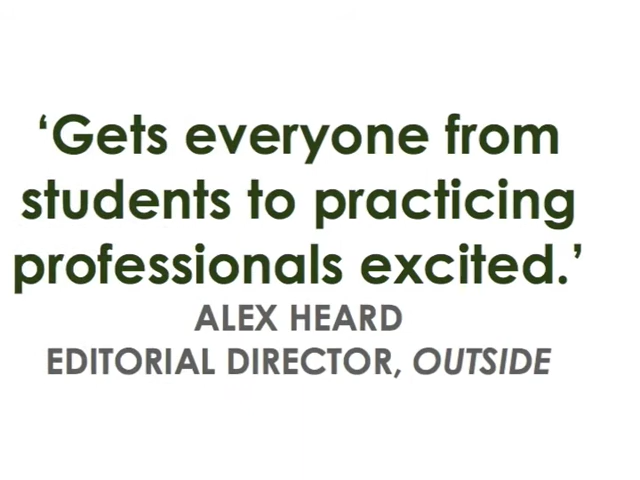 ‘Gets everyone from
students to practicing
professionals excited.’
ALEX HEARD
EDITORIAL DIRECTOR, OUTSIDE